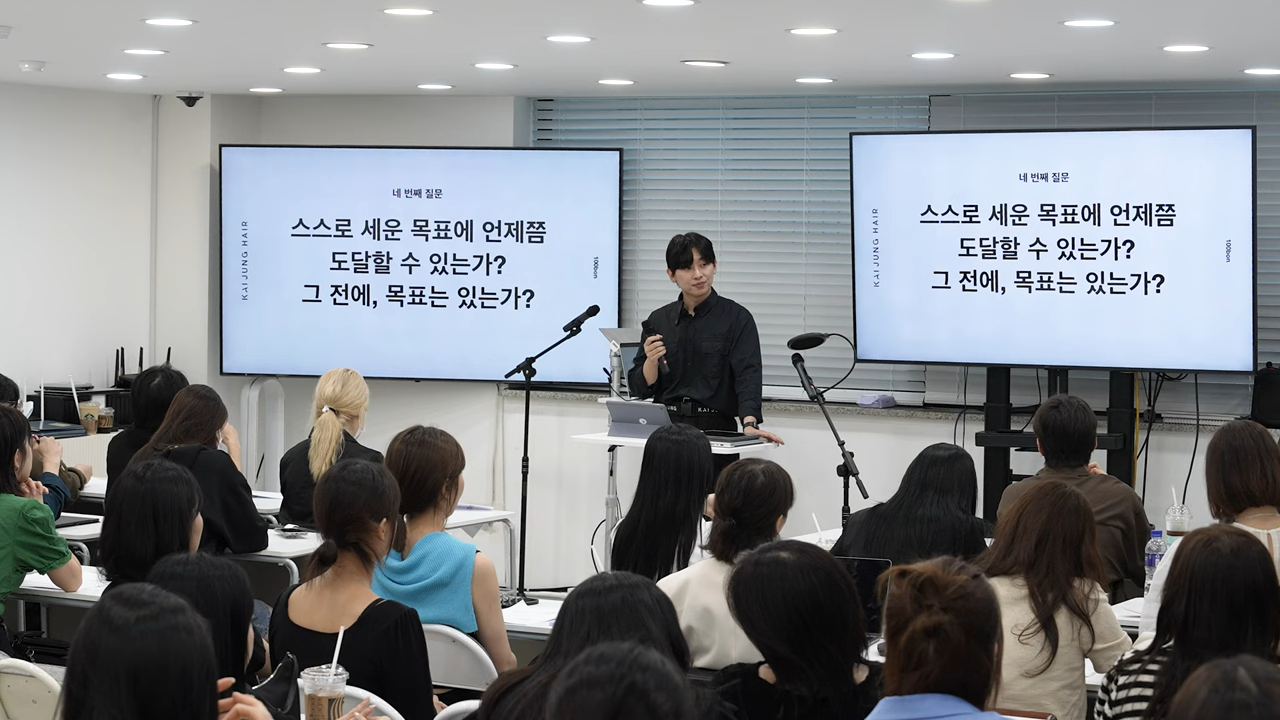 네 번째 질문
스스로 세운 목표에 언제쯤
도달할 수 있는가?
그 전에, 목표는 있는가?
KAI JUNG HAIR
100bon
네 번째 질문
스스로 세운 목표에 언제쯤
도달할 수 있는가?
그 전에, 목표는 있는가?
KAI JUNG HAIR
100bon